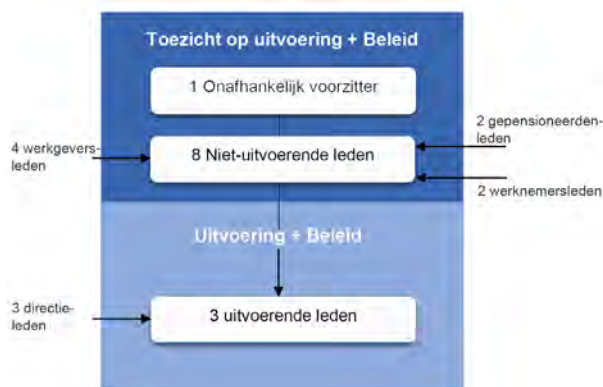 Toezicht op uitvoering + Beleid
1 Onafhankelijk voorzitter
4 werkgevers-
leden
8 Niet-uitvoerende leden
2 gepensioneerden-
leden
2 werknemersleden
Uitvoering + Beleid
3 directie-
leden
3 uitvoerende leden